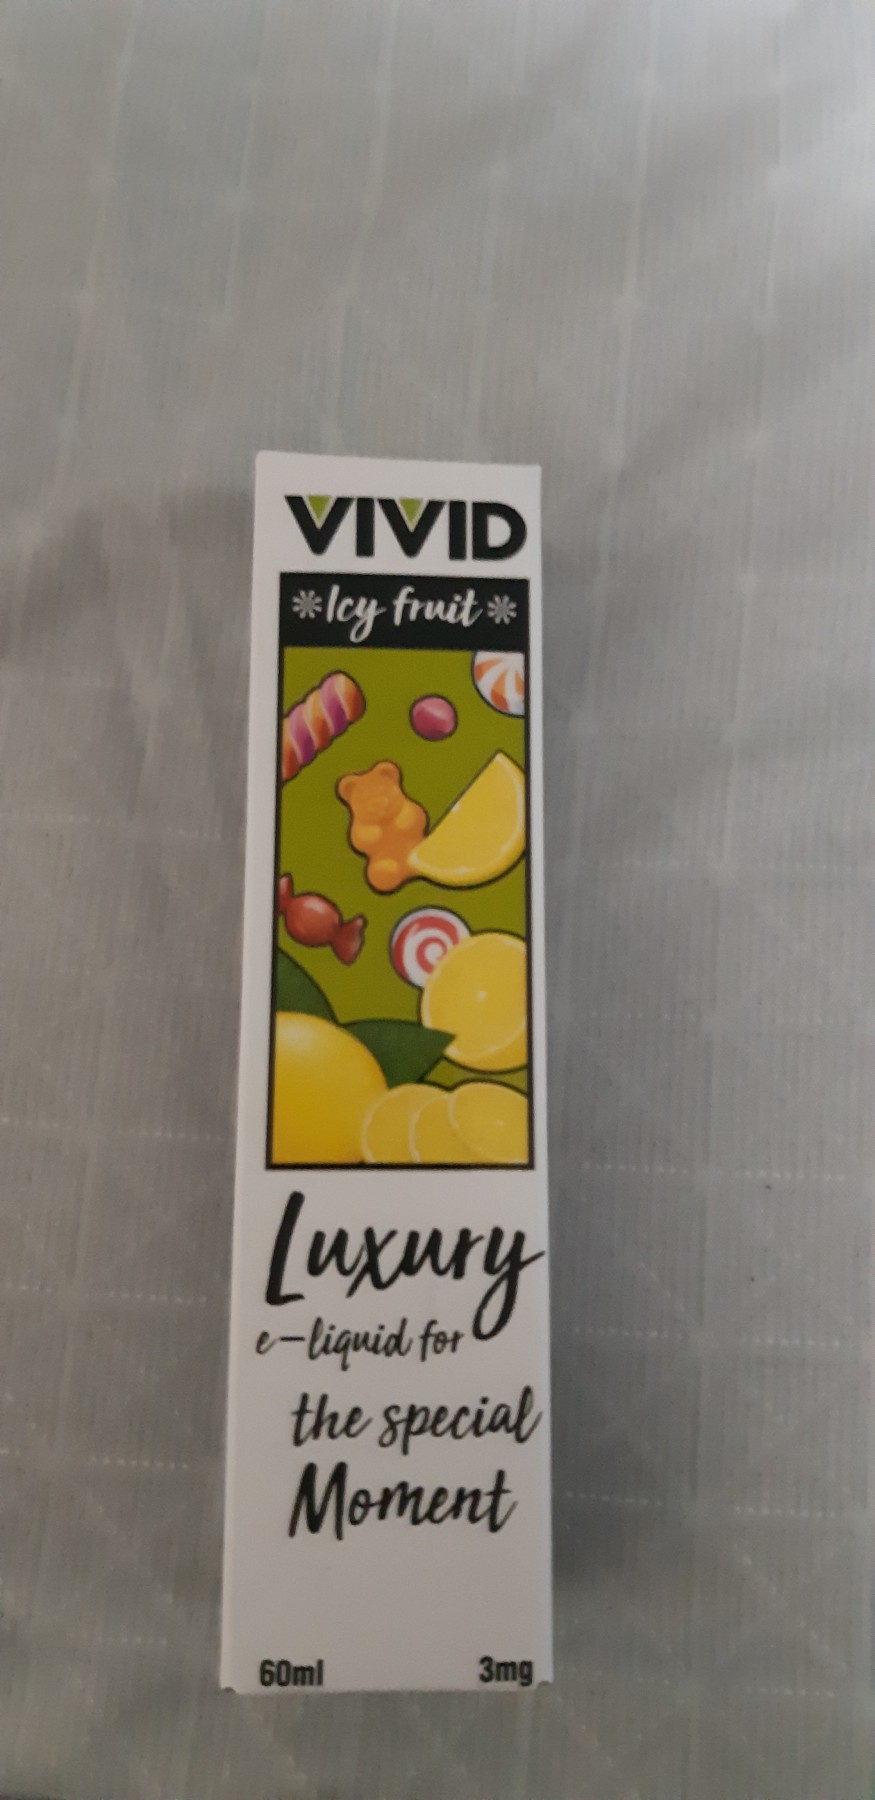 VIVID
*Icy fruit*
Luxury
e-liquid for
the special
Moment
60ml 3mg